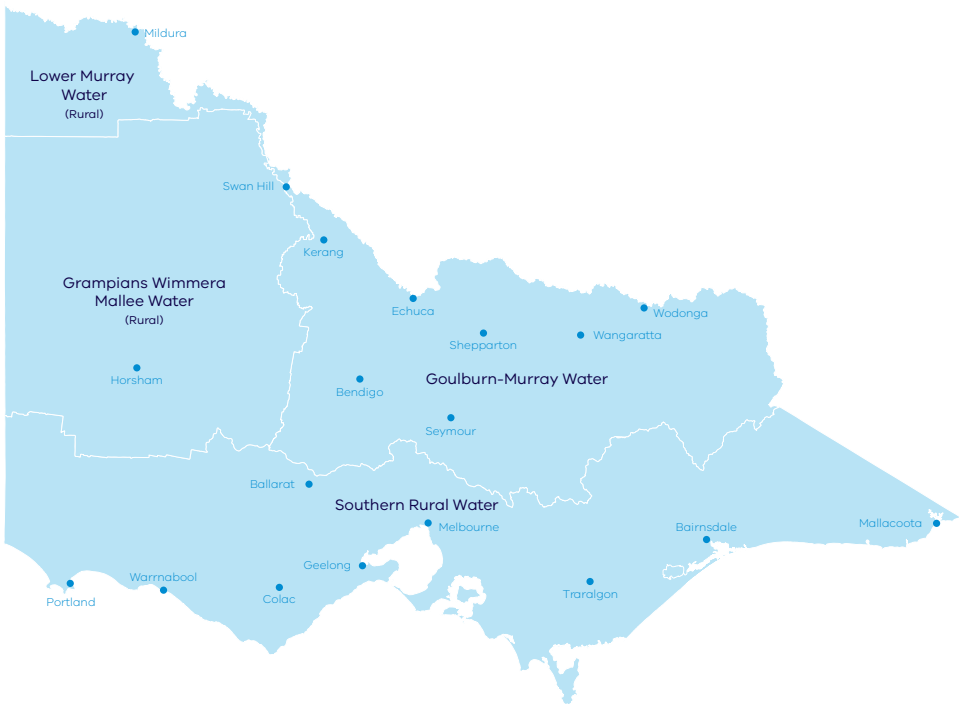 Mildura
Lower Murray
Water
(Rural)
Swan Hill
Kerang
Grampians Wimmera
Mallee Water
(Rural)
Echuca
Wodonga
Shepparton
Wangaratta
Horsham
Bendigo
Goulburn-Murray Water
Seymour
Ballarat
Southern Rural Water
Melbourne
Bairnsdale
Mallacoota
Geelong
Warrnabool
Colac
Traralgon
Portland